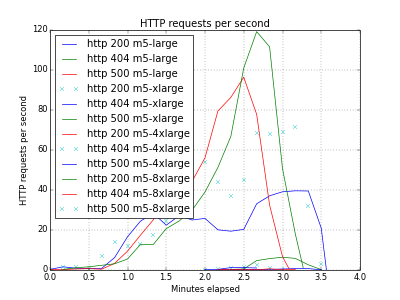 HTTP requests per second
120
100
80
60
40
20
0
HTTP requests per second
http 200 m5-large
http 404 m5-large
http 500 m5-large
http 200 m5-xlarge
http 404 m5-xlarge
http 500 m5-xlarge
http 200 m5-4xlarge
http 404 m5-4xlarge
http 500 m5-4xlarge
http 200 m5-8xlarge
http 404 m5-8xlarge
http 500 m5-8xlarge
0.0 0.5 1.0 1.5 2.0 2.5 3.0 3.5 4.0
Minutes elapsed